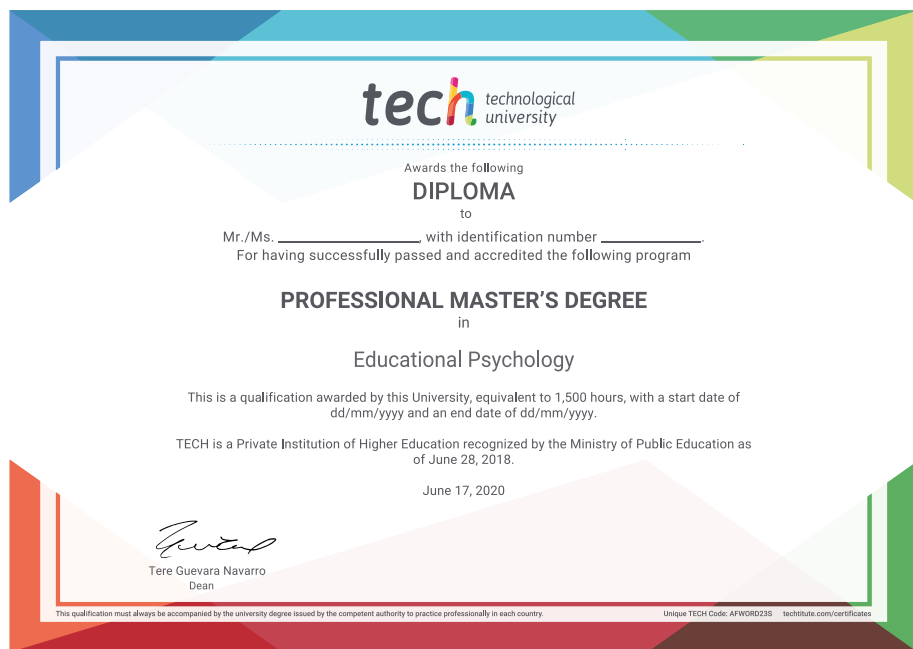 tech technological
university
Awards the following
DIPLOMA
to
Mr./Ms. ____________, with identification number ____________.
For having successfully passed and accredited the following program
PROFESSIONAL MASTER'S DEGREE
in
Educational Psychology
This is a qualification awarded by this University, equivalent to 1,500 hours, with a start date of
dd/mm/yyyy and an end date of dd/mm/yyyy.
TECH is a Private Institution of Higher Education recognized by the Ministry of Public Education as
of June 28, 2018.
June 17, 2020
Tere Guevara Navarro
Dean
This qualification must always be accompanied by the university degree issued by the competent authority to practice professionally in each country. Unique TECH Code: AFWORD23S techtitute.com/certificates